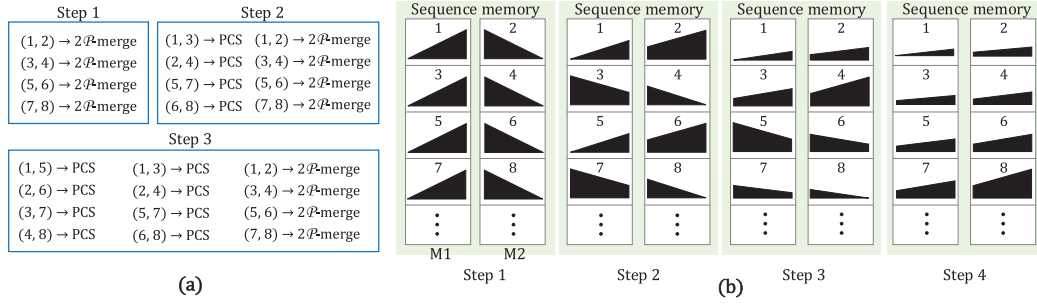 Step 1
(1, 2) → 2𝒫-merge
(3, 4) → 2𝒫-merge
(5, 6) → 2𝒫-merge
(7, 8) → 2𝒫-merge
Step 2
(1, 3) → PCS (1, 2) → 2𝒫-merge
(2, 4) → PCS (3, 4) → 2𝒫-merge
(5, 7) → PCS (5, 6) → 2𝒫-merge
(6, 8) → PCS (7, 8) → 2𝒫-merge
Step 3
(1, 5) → PCS (1, 3) → PCS (1, 2) → 2𝒫-merge
(2, 6) → PCS (2, 4) → PCS (3, 4) → 2𝒫-merge
(3, 7) → PCS (5, 7) → PCS (5, 6) → 2𝒫-merge
(4, 8) → PCS (6, 8) → PCS (7, 8) → 2𝒫-merge
(a)
Sequence memory
1 2
3 4
5 6
7 8
M1 M2
Step 1
Sequence memory
1 2
3 4
5 6
7 8
Step 2
Sequence memory
1 2
3 4
5 6
7 8
Step 3
Sequence memory
1 2
3 4
5 6
7 8
Step 4
(b)